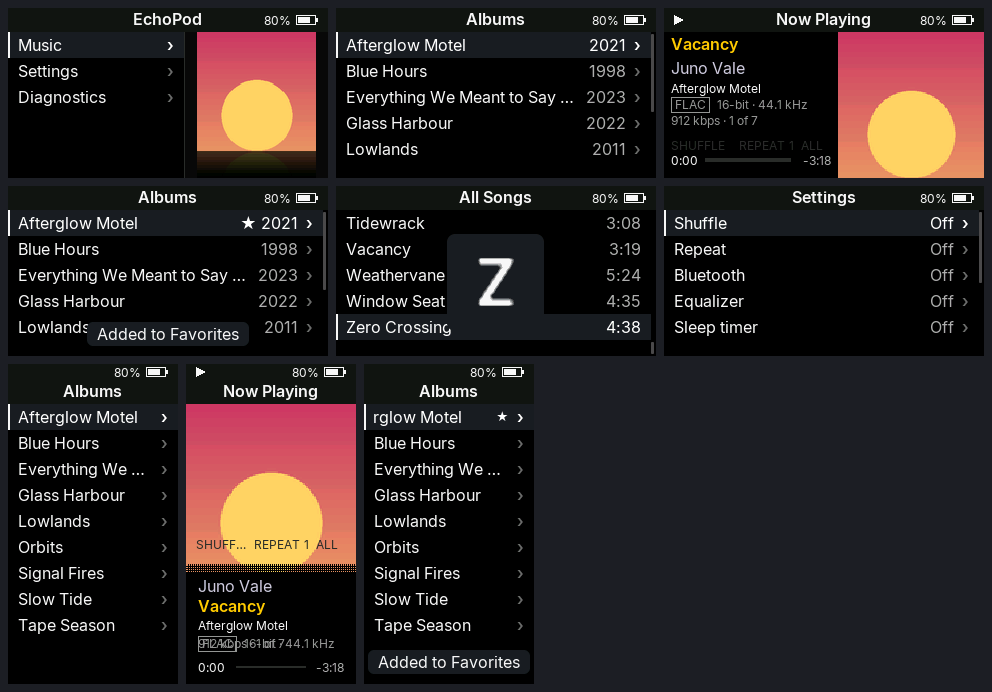 EchoPod 80%
Music ›
Settings ›
Diagnostics ›
Albums 80%
Afterglow Motel 2021 ›
Blue Hours 1998 ›
Everything We Meant to Say ... 2023 ›
Glass Harbour 2022 ›
Lowlands 2011 ›
Now Playing 80%
Vacancy
Juno Vale
Afterglow Motel
FLAC 16-bit · 44.1 kHz
912 kbps · 1 of 7
SHUFFLE REPEAT 1 ALL
0:00 -3:18
Albums 80%
Afterglow Motel ★ 2021 ›
Blue Hours 1998 ›
Everything We Meant to Say ... 2023 ›
Glass Harbour 2022 ›
Lowlands 2011 ›
Added to Favorites
All Songs 80%
Tidewrack 3:08
Vacancy 3:19
Weathervane 5:24
Window Seat 4:35
Zero Crossing 4:38
Z
Settings 80%
Shuffle Off ›
Repeat Off ›
Bluetooth Off ›
Equalizer Off ›
Sleep timer Off ›
80%
Albums
Afterglow Motel ›
Blue Hours ›
Everything We ... ›
Glass Harbour ›
Lowlands ›
Orbits ›
Signal Fires ›
Slow Tide ›
Tape Season ›
80%
Now Playing
SHUFF... REPEAT 1 ALL
Juno Vale
Vacancy
Afterglow Motel
44.1 kHz
0:00 -3:18
80%
Albums
rglow Motel ★ ›
Blue Hours ›
Everything We ... ›
Glass Harbour ›
Lowlands ›
Orbits ›
Signal Fires ›
Slow Tide ›
Tape Season ›
Added to Favorites